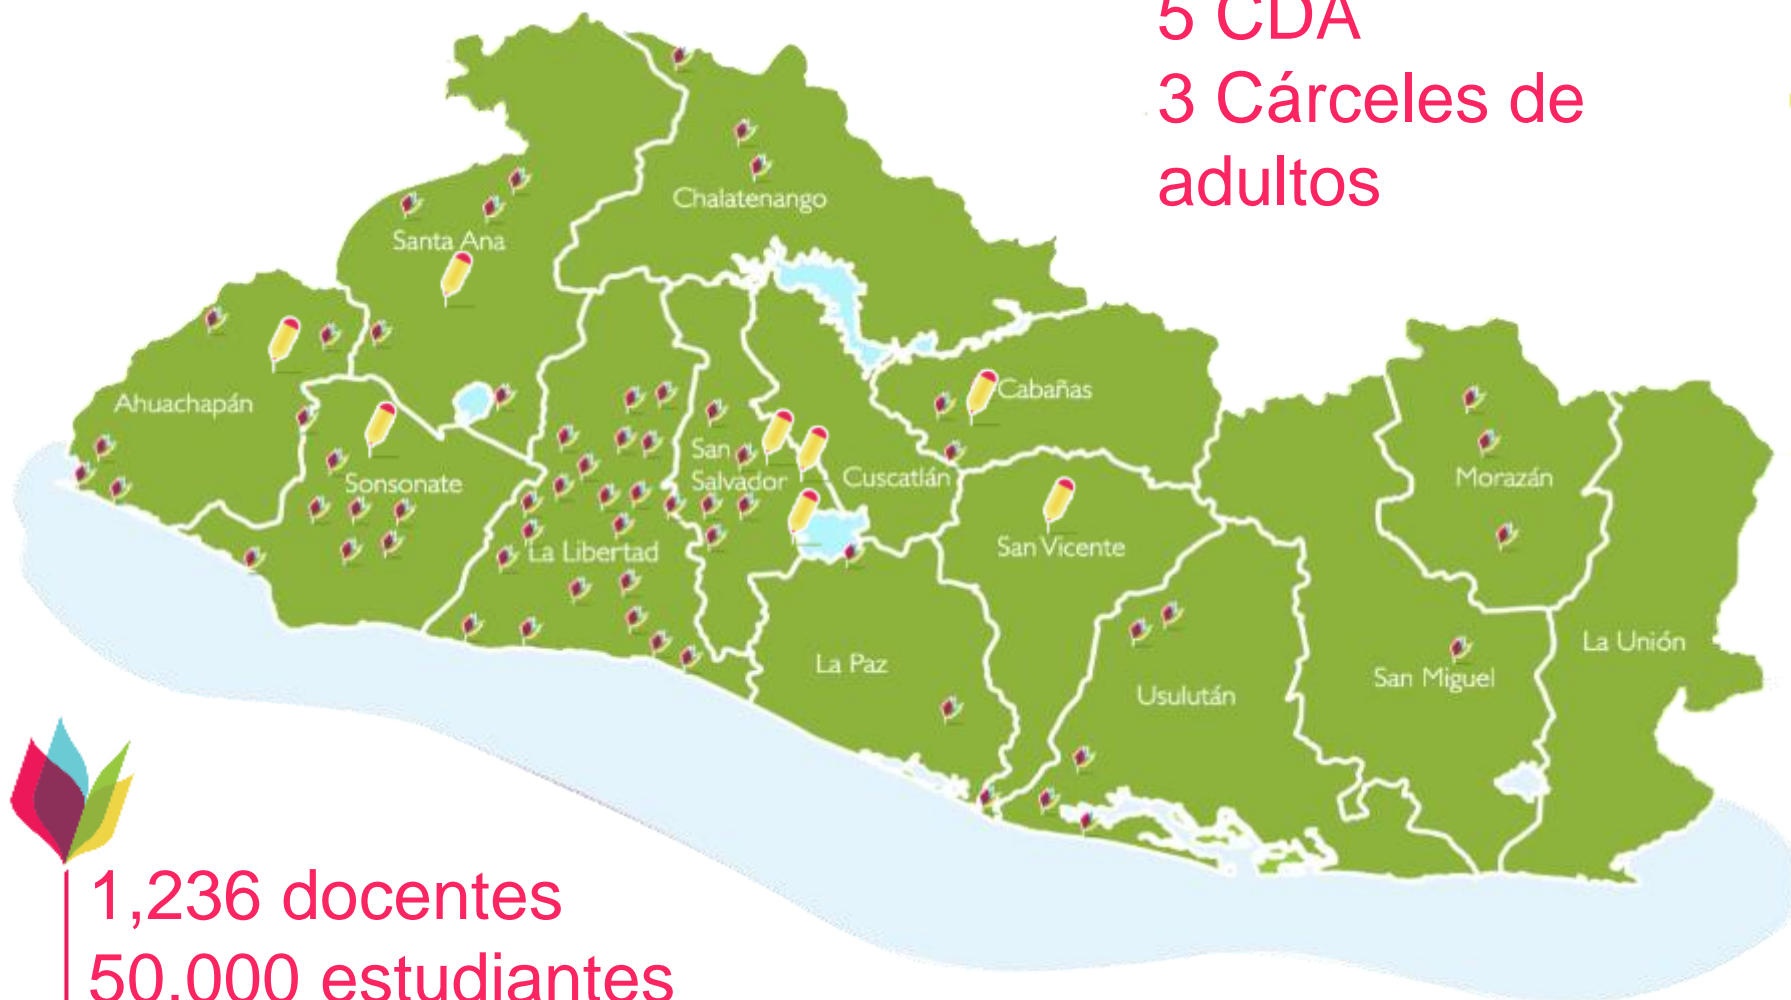 5 CDA
3 Cárceles de
adultos
Chalatenango
Santa Ana
Ahuachapán
Cabañas
San
Salvador
Cuscatlán
Sonsonate
Morazán
La Libertad
San Vicente
La Unión
La Paz
San Miguel
Usulután
1,236 docentes
50,000 estudiantes